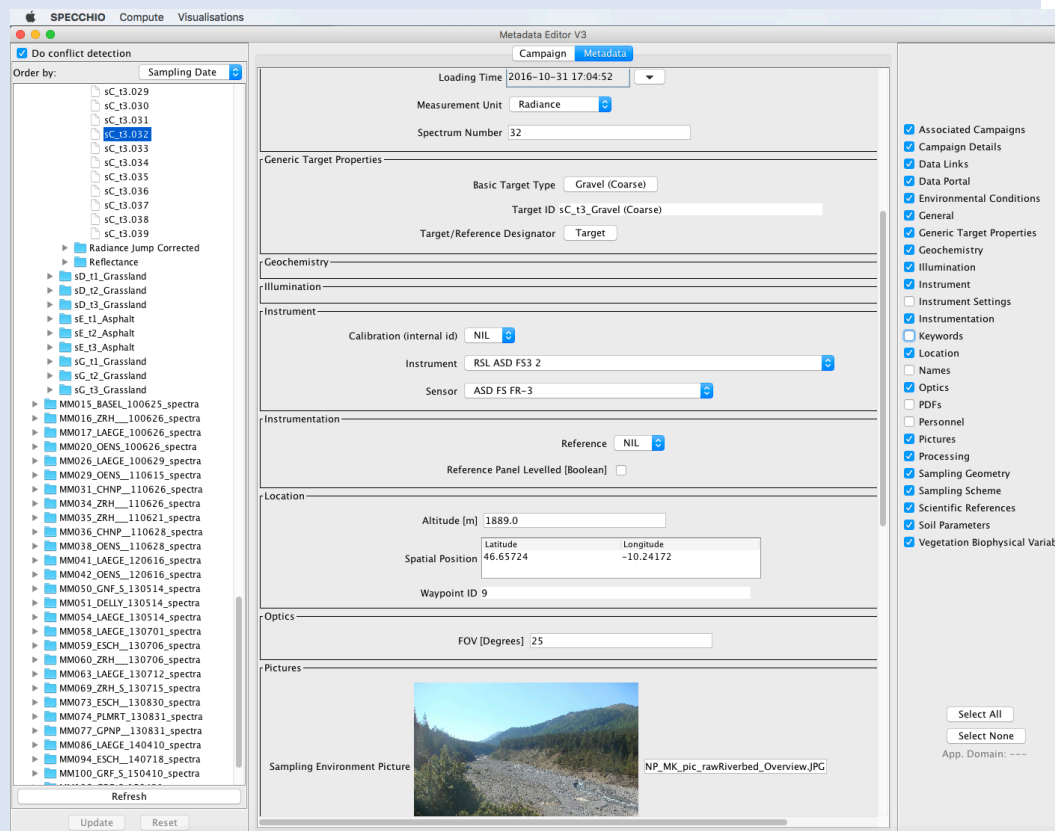 SPECCHIO Compute Visualisations
Metadata Editor V3
Do conflict detection
Order by: Sampling Date
sC_t3.029
sC_t3.030
sC_t3.031
sC_t3.032
sC_t3.033
sC_t3.034
sC_t3.035
sC_t3.036
sC_t3.037
sC_t3.038
sC_t3.039
Radiance Jump Corrected
Reflectance
sD_t1_Grassland
sD_t2_Grassland
sD_t3_Grassland
sE_t1_Asphalt
sE_t2_Asphalt
sE_t3_Asphalt
sG_t1_Grassland
sG_t2_Grassland
sG_t3_Grassland
MM015_BASEL_100625_spectra
MM016_ZRH___100626_spectra
MM017_LAEGE_100626_spectra
MM020_OENS_100626_spectra
MM026_LAEGE_100629_spectra
MM029_OENS_110615_spectra
MM031_CHNP__110626_spectra
MM034_ZRH___110626_spectra
MM035_ZRH___110621_spectra
MM036_CHNP__110628_spectra
MM038_OENS__110628_spectra
MM041_LAEGE_120616_spectra
MM042_OENS__120616_spectra
MM050_GNF_S_130514_spectra
MM051_DELLY_130514_spectra
MM054_LAEGE_130514_spectra
MM058_LAEGE_130701_spectra
MM059_ESCH__130706_spectra
MM060_ZRH___130706_spectra
MM063_LAEGE_130712_spectra
MM069_ZRH_S_130715_spectra
MM073_ESCH__130830_spectra
MM074_PLMRT_130831_spectra
MM077_GPNP__130831_spectra
MM086_LAEGE_140410_spectra
MM094_ESCH__140718_spectra
MM100_GRF_S_150410_spectra
Refresh
Update Reset
Campaign Metadata
Loading Time 2016-10-31 17:04:52
Measurement Unit Radiance
Spectrum Number 32
Generic Target Properties
Basic Target Type Gravel (Coarse)
Target ID sC_t3_Gravel (Coarse)
Target/Reference Designator Target
Geochemistry
Illumination
Instrument
Calibration (internal id) NIL
Instrument RSL ASD FS3 2
Sensor ASD FS FR-3
Instrumentation
Reference NIL
Reference Panel Levelled [Boolean]
Location
Altitude [m] 1889.0
Latitude Longitude
Spatial Position 46.65724 -10.24172
Waypoint ID 9
Optics
FOV [Degrees] 25
Pictures
Sampling Environment Picture NP_MK_pic_rawRiverbed_Overview.JPG
Associated Campaigns
Campaign Details
Data Links
Data Portal
Environmental Conditions
General
Generic Target Properties
Geochemistry
Illumination
Instrument
Instrument Settings
Instrumentation
Keywords
Location
Names
Optics
PDFs
Personnel
Pictures
Processing
Sampling Geometry
Sampling Scheme
Scientific References
Soil Parameters
Vegetation Biophysical Variab
Select All
Select None
App. Domain: ---